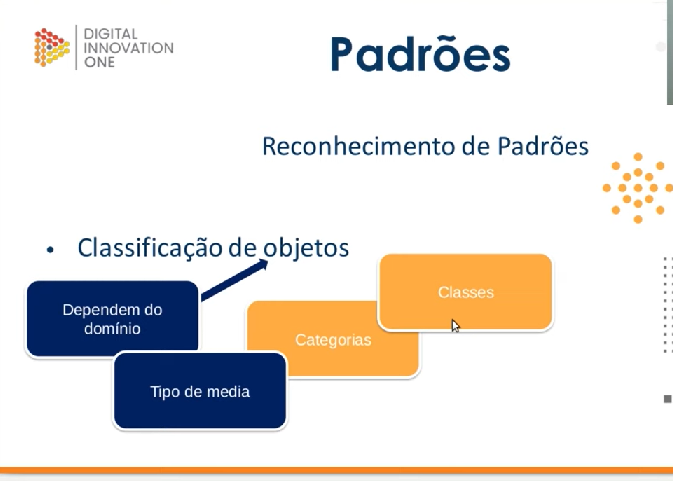 DIGITAL
INNOVATION
ONE
Padrões
Reconhecimento de Padrões
• Classificação de objetos
Dependem do
domínio
Tipo de media
Categorias
Classes